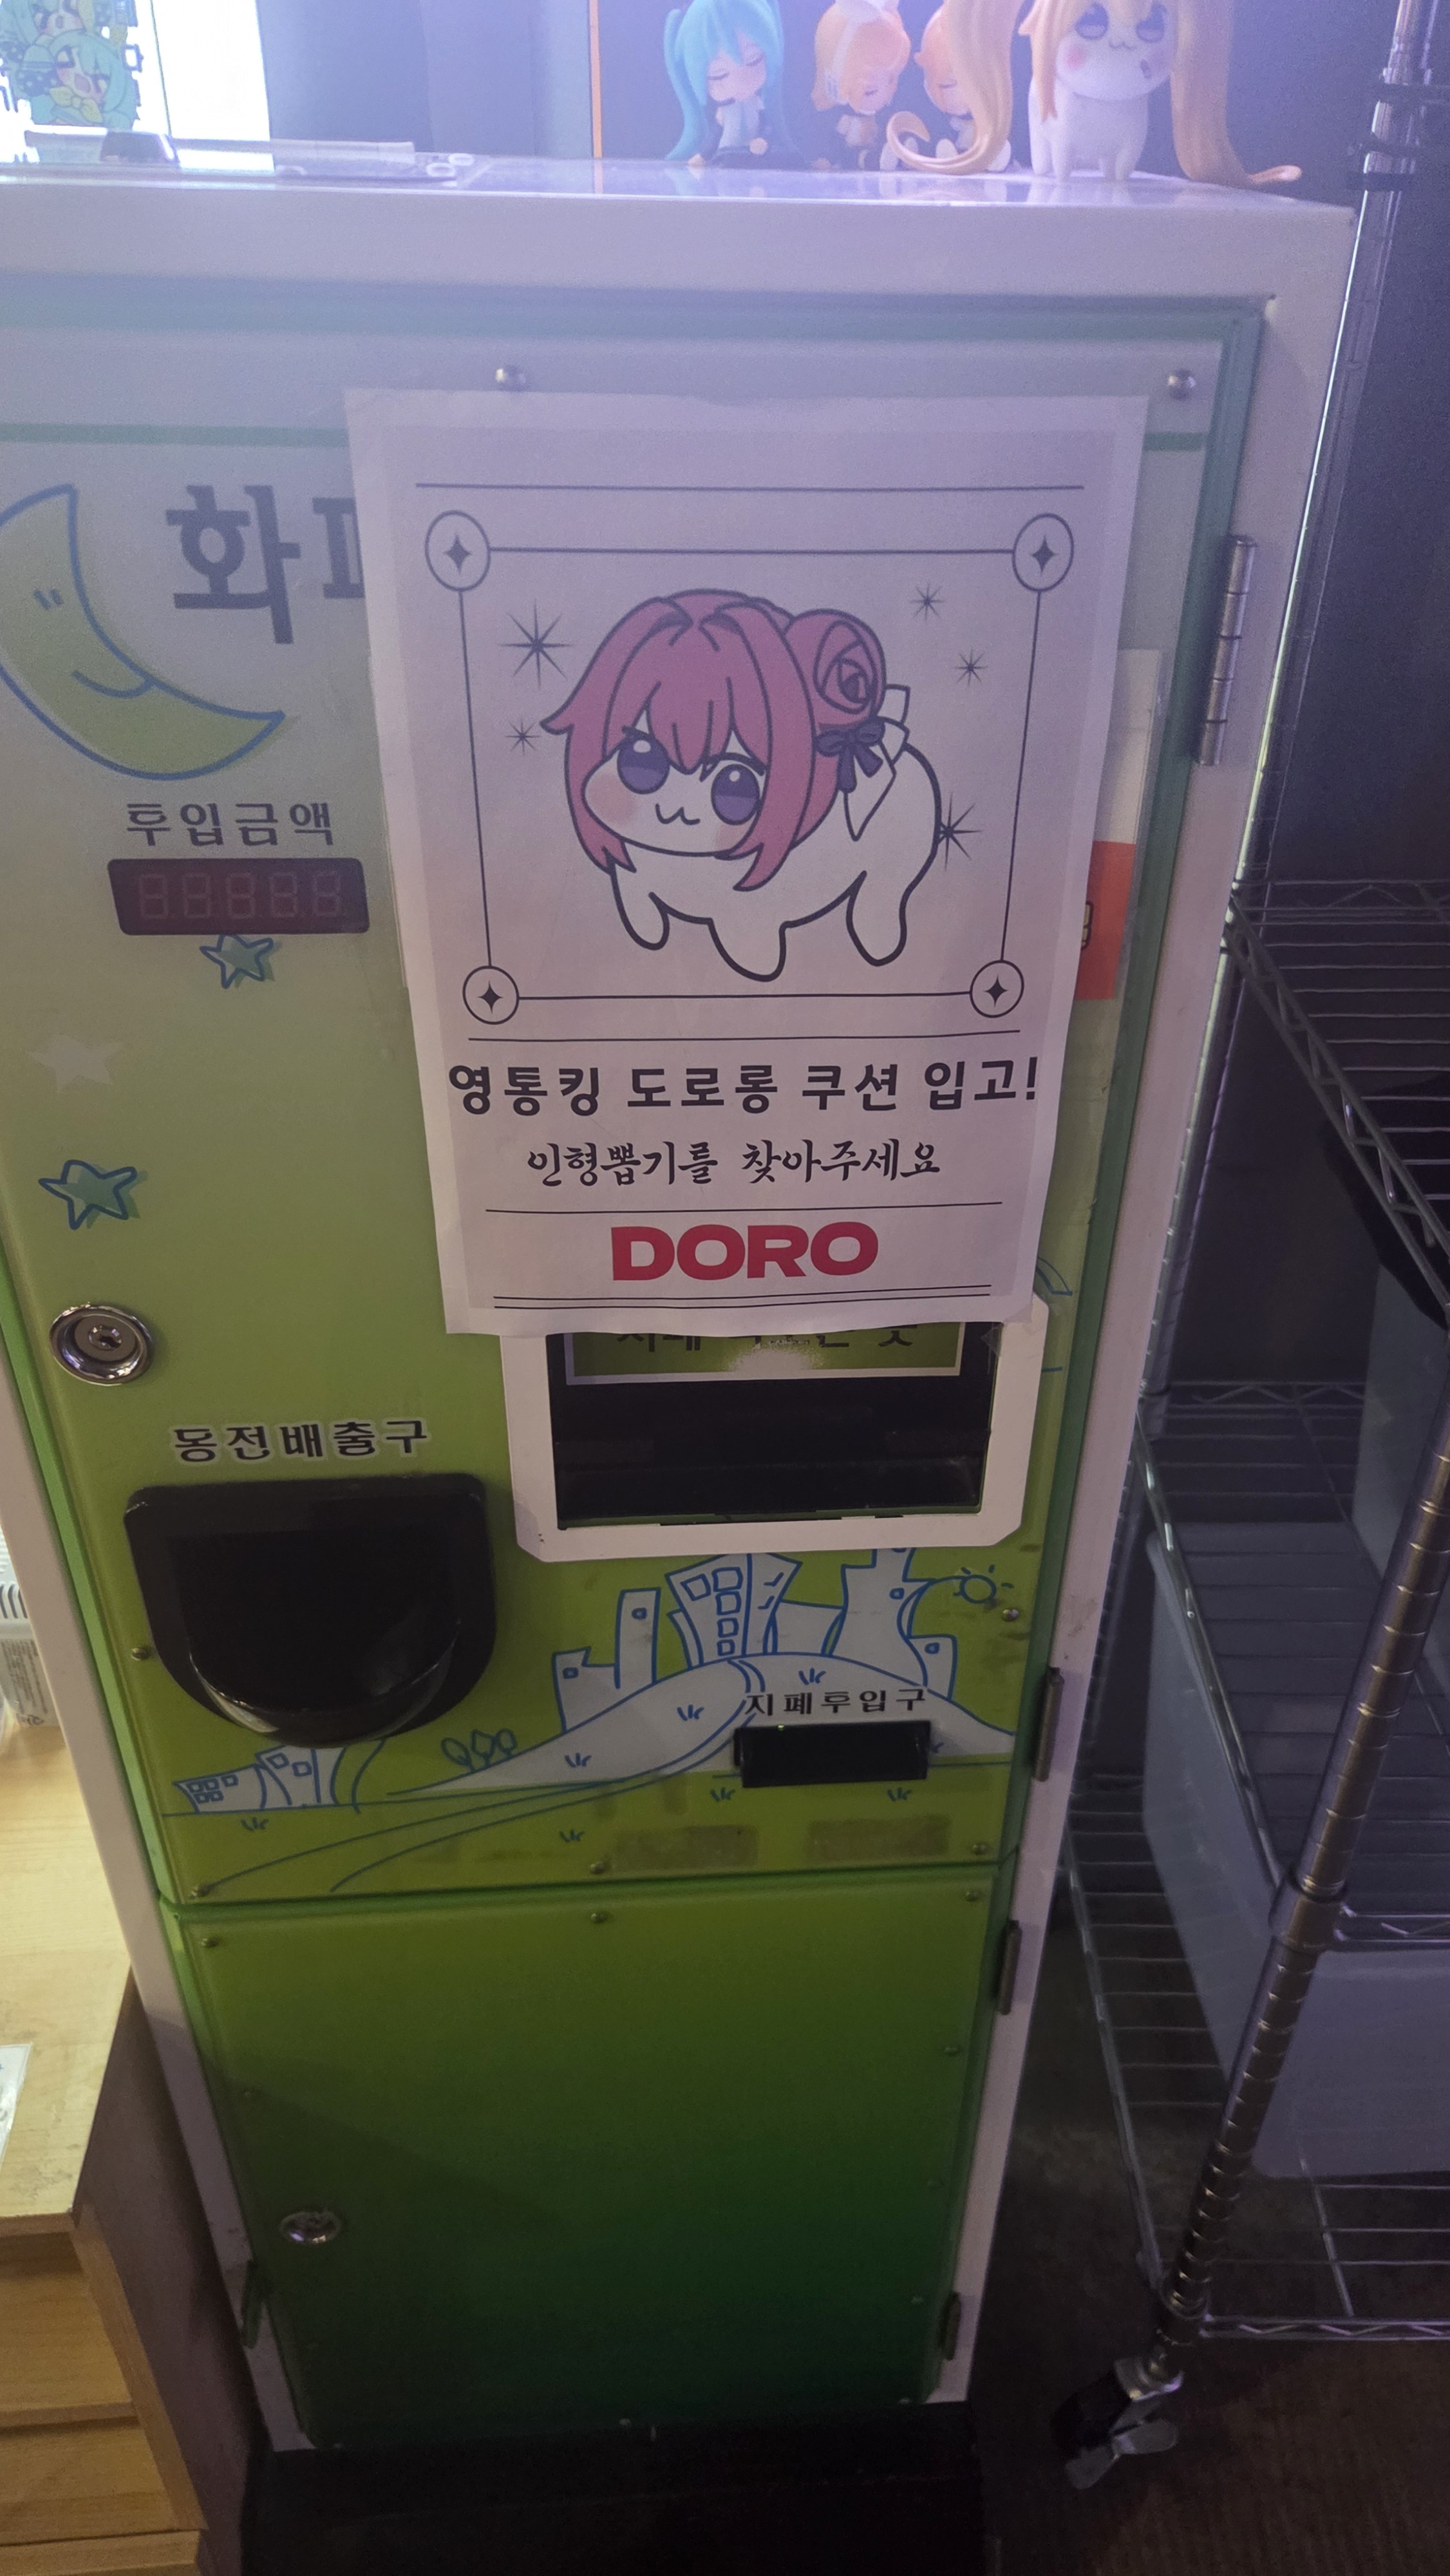 화
투입금액
영통킹 도로롱 쿠션 입고!
인형뽑기를 찾아주세요
DORO
동전배출구
지폐투입구